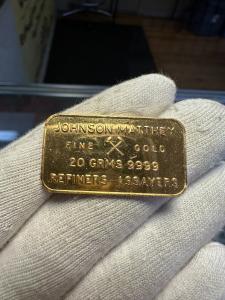 JOHNSON MATTHEY
FINE GOLD
20 GRMS 9999
REFINERS ASSAYERS